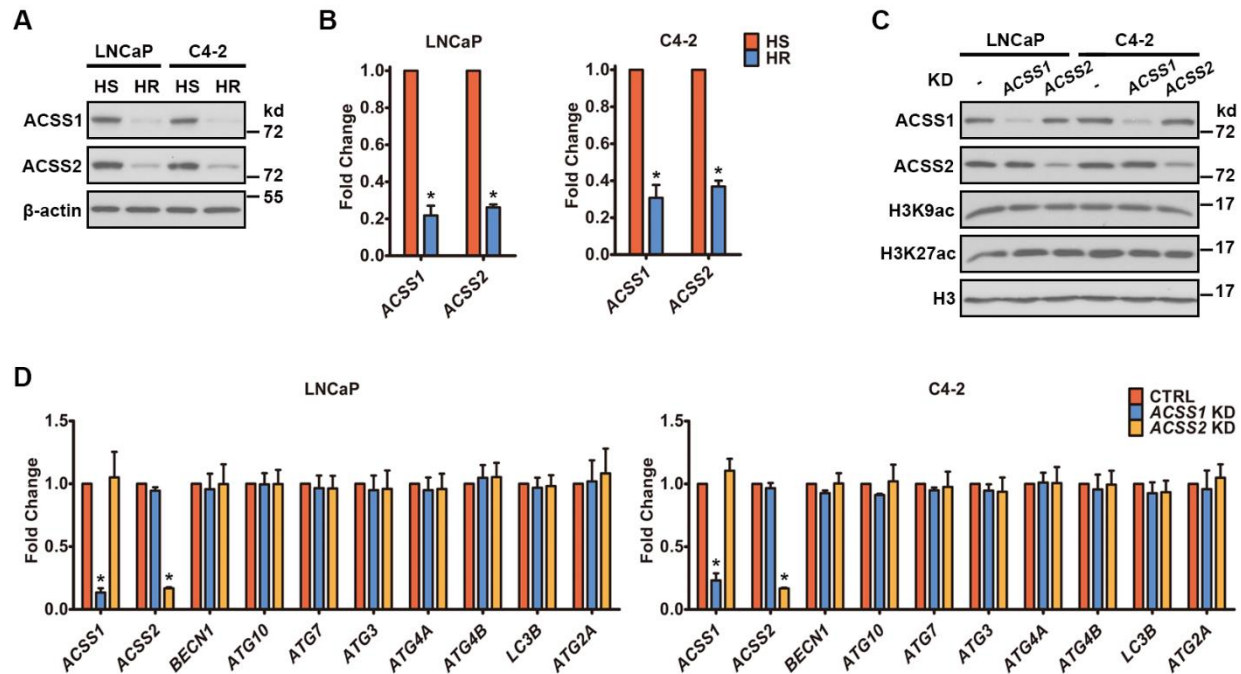 A
LNCaP C4-2
HS HR HS HR kd
ACSS1
72
ACSS2
72
β-actin
55
B
LNCaP
Fold Change
1.0
0.8
0.6
0.4
0.2
0.0
* *
ACSS1 ACSS2
C4-2
Fold Change
1.0
0.8
0.6
0.4
0.2
0.0
* *
ACSS1 ACSS2
HS
HR
C
LNCaP C4-2
KD - ACSS1 ACSS2 - ACSS1 ACSS2
kd
ACSS1
72
ACSS2
72
H3K9ac
17
H3K27ac
17
H3
17
D
LNCaP
Fold Change
1.5
1.0
0.5
0.0
* *
ACSS1 ACSS2 BECN1 ATG10 ATG7 ATG3 ATG4A ATG4B LC3B ATG2A
C4-2
Fold Change
1.5
1.0
0.5
0.0
* *
ACSS1 ACSS2 BECN1 ATG10 ATG7 ATG3 ATG4A ATG4B LC3B ATG2A
CTRL
ACSS1 KD
ACSS2 KD